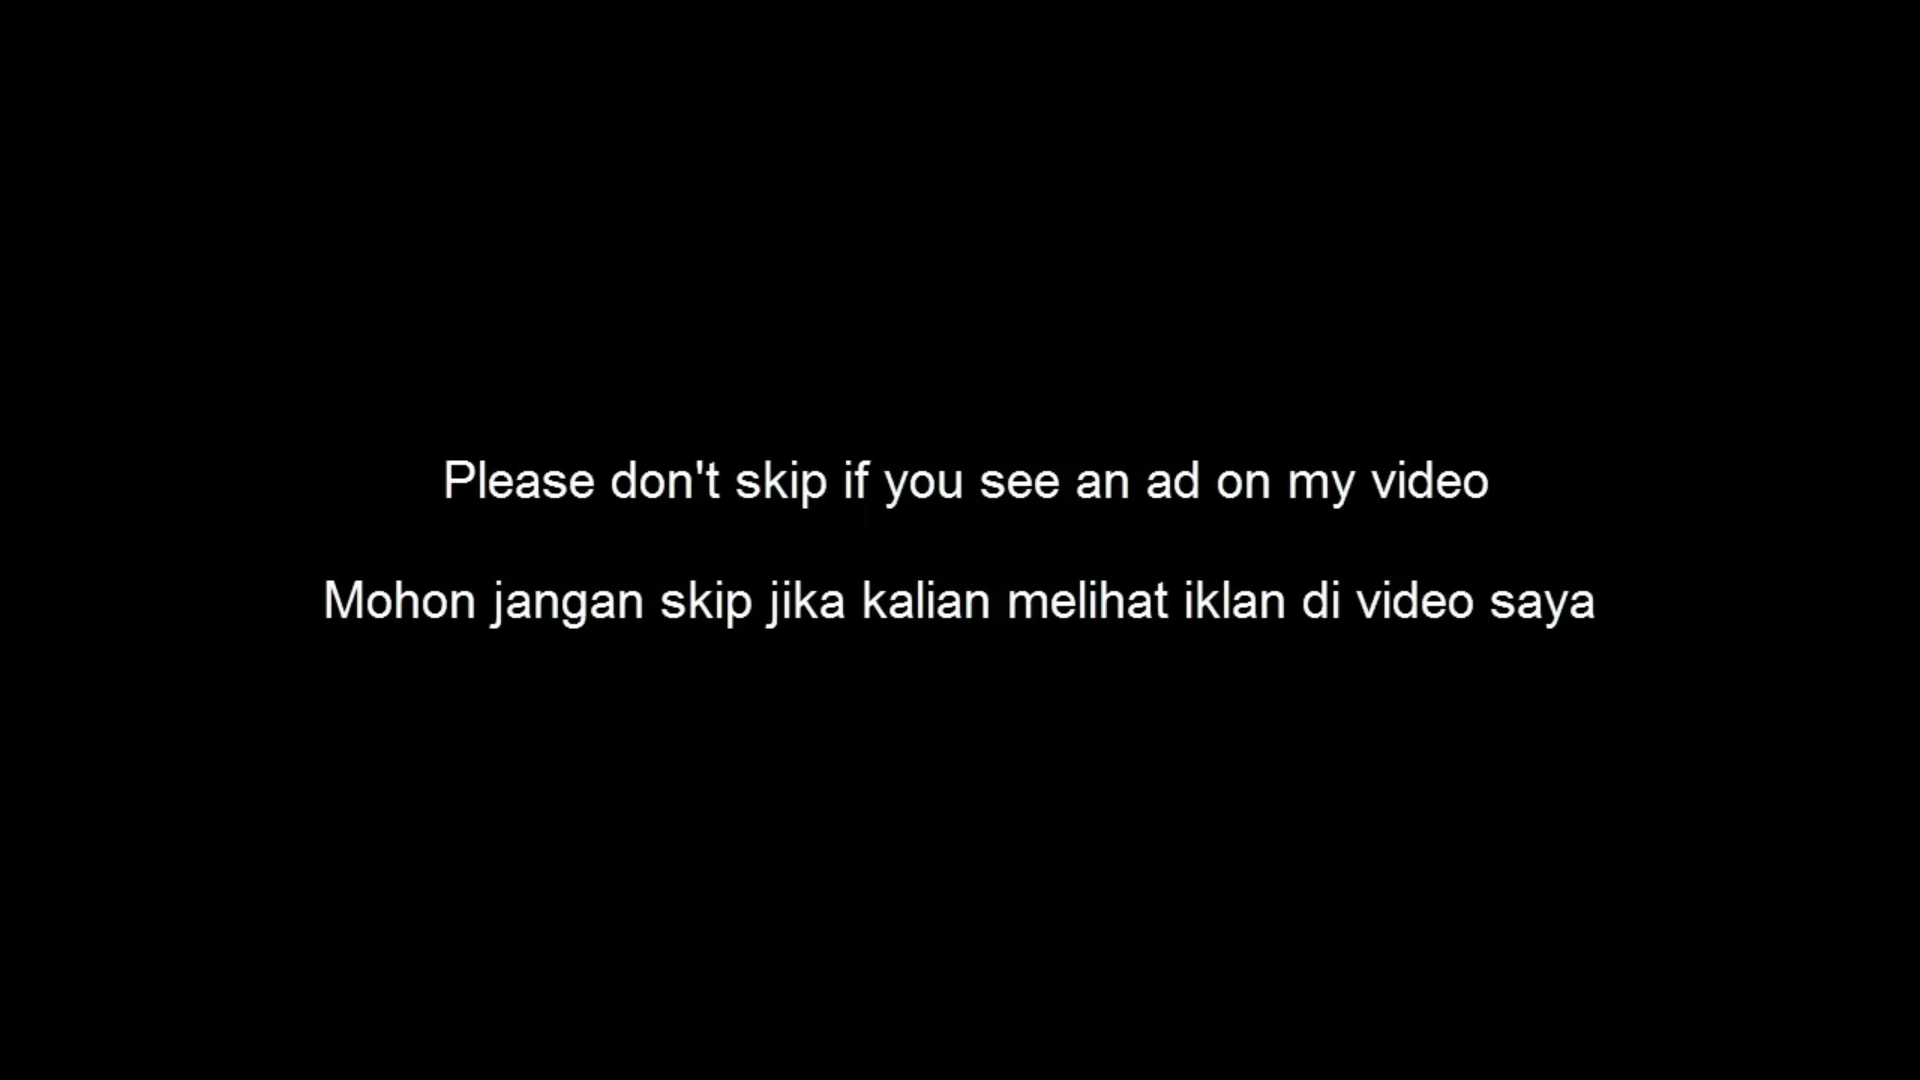 Please don't skip if you see an ad on my video
Mohon jangan skip jika kalian melihat iklan di video saya